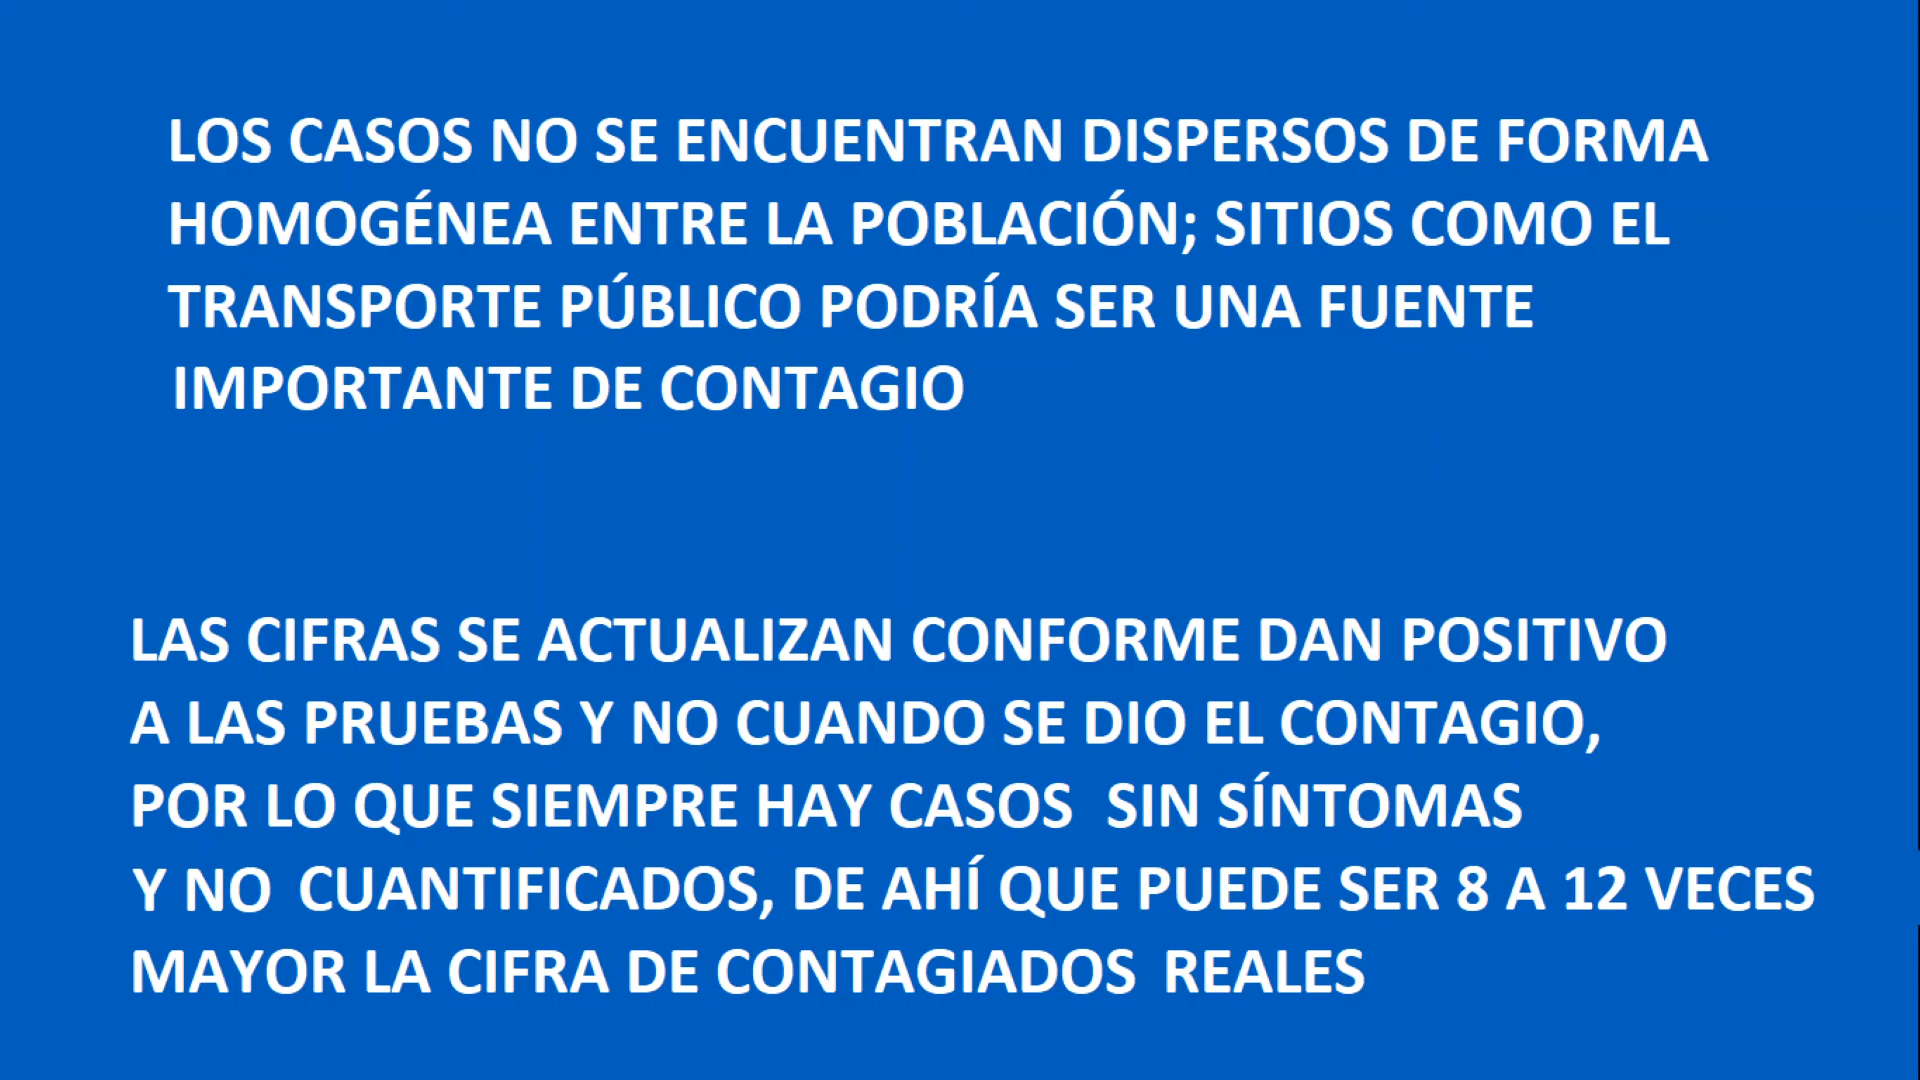 LOS CASOS NO SE ENCUENTRAN DISPERSOS DE FORMA
HOMOGÉNEA ENTRE LA POBLACIÓN; SITIOS COMO EL
TRANSPORTE PÚBLICO PODRÍA SER UNA FUENTE
IMPORTANTE DE CONTAGIO
LAS CIFRAS SE ACTUALIZAN CONFORME DAN POSITIVO
A LAS PRUEBAS Y NO CUANDO SE DIO EL CONTAGIO,
POR LO QUE SIEMPRE HAY CASOS SIN SÍNTOMAS
Y NO CUANTIFICADOS, DE AHÍ QUE PUEDE SER 8 A 12 VECES
MAYOR LA CIFRA DE CONTAGIADOS REALES